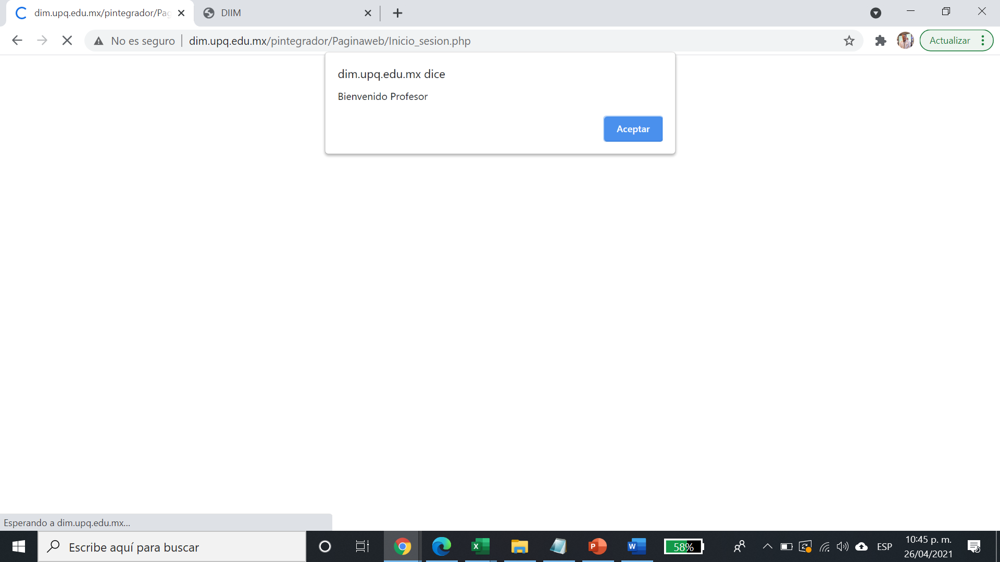 dim.upq.edu.mx/pintegrador/Pag
DIIM
No es seguro
dim.upq.edu.mx/pintegrador/Paginaweb/Inicio_sesion.php
Actualizar
dim.upq.edu.mx dice
Bienvenido Profesor
Aceptar
Esperando a dim.upq.edu.mx...
Escribe aquí para buscar
58%
ESP
10:45 p. m.
26/04/2021